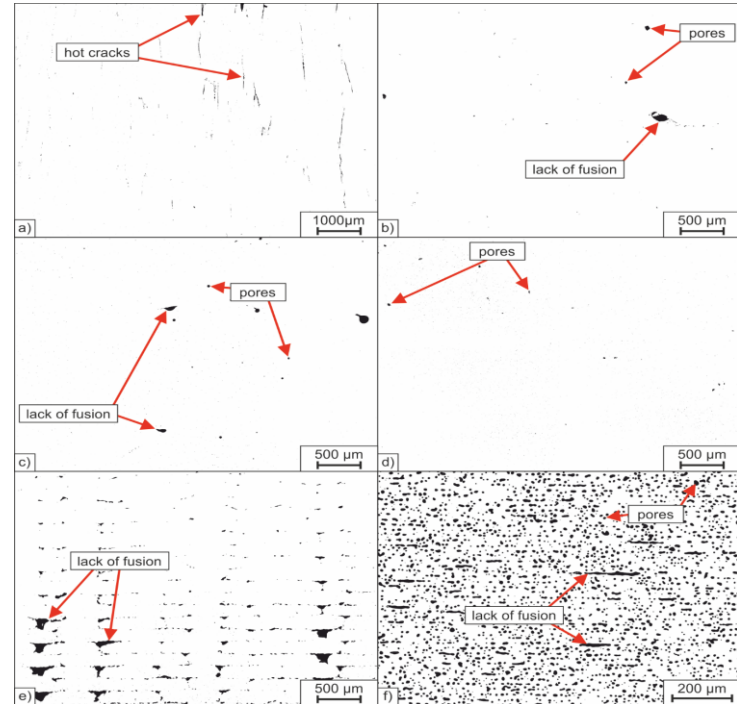 hot cracks
a)
1000µm
pores
lack of fusion
b)
500 µm
pores
lack of fusion
c)
500 µm
pores
d)
500 µm
lack of fusion
e)
500 µm
pores
lack of fusion
f)
200 µm